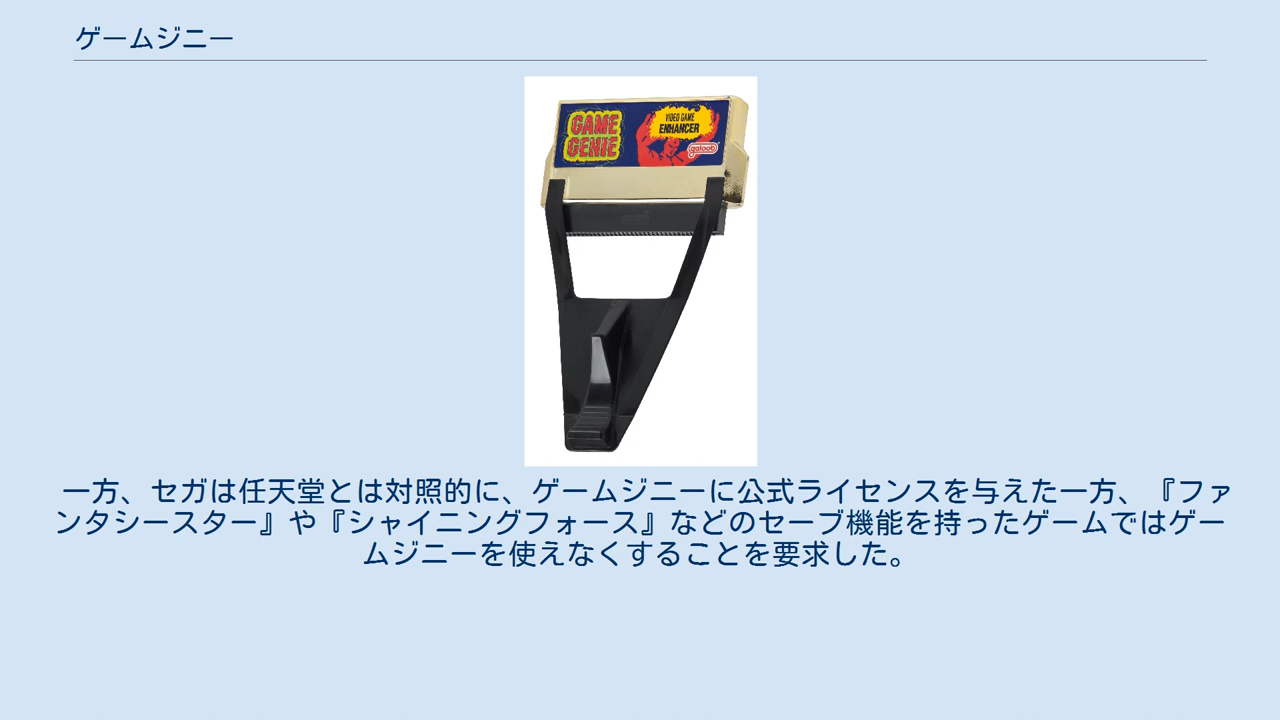 ゲームジニー
GAME
GENIE
VIDEO GAME
ENHANCER
galoob
一方、セガは任天堂とは対照的に、ゲームジニーに公式ライセンスを与えた一方、『ファ
ンタシースター』や『シャイニングフォース』などのセーブ機能を持ったゲームではゲー
ムジニーを使えなくすることを要求した。